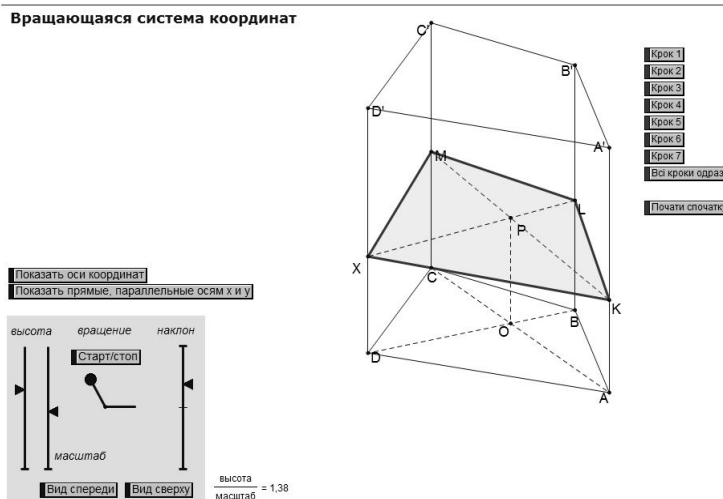 Вращающаяся система координат
C'
B'
D'
A'
M
L
P
X
C
K
B
O
D
A
Крок 1
Крок 2
Крок 3
Крок 4
Крок 5
Крок 6
Крок 7
Всі кроки одраз
Почати спочатк
Показать оси координат
Показать прямые, параллельные осям x и y
высота
вращение
наклон
Старт/стоп
масштаб
Вид спереди
Вид сверху
высота
масштаб
= 1,38